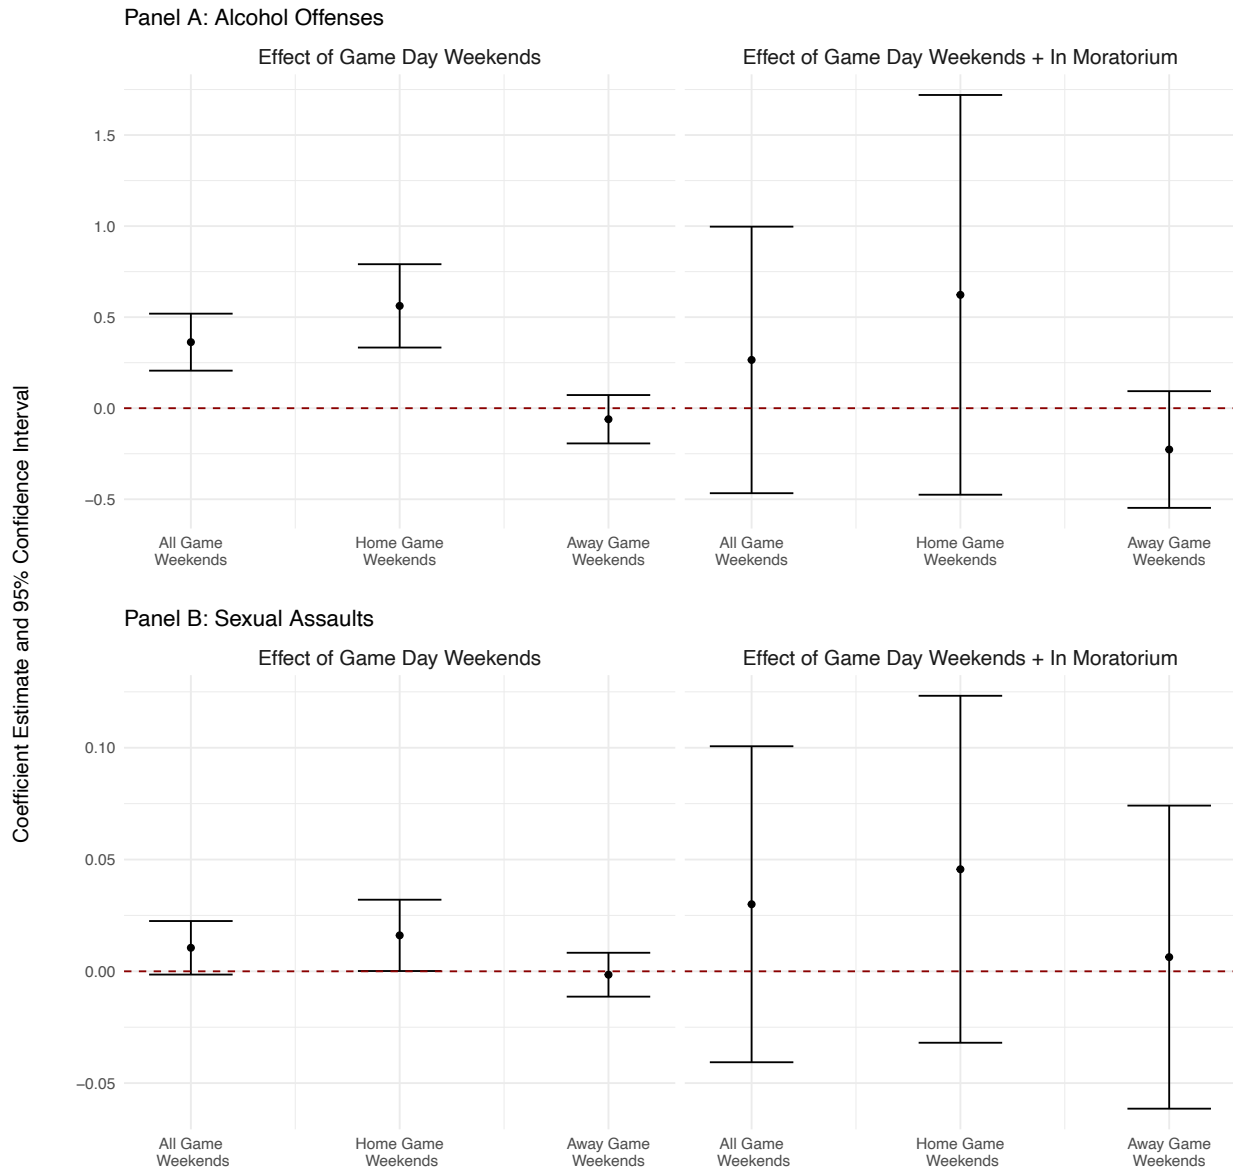 Panel A: Alcohol Offenses
Effect of Game Day Weekends
Effect of Game Day Weekends + In Moratorium
1.5
1.0
0.5
0.0
−0.5
All Game
Weekends
Home Game
Weekends
Away Game
Weekends
All Game
Weekends
Home Game
Weekends
Away Game
Weekends
Coefficient Estimate and 95% Confidence Interval
Panel B: Sexual Assaults
Effect of Game Day Weekends
Effect of Game Day Weekends + In Moratorium
0.10
0.05
0.00
−0.05
All Game
Weekends
Home Game
Weekends
Away Game
Weekends
All Game
Weekends
Home Game
Weekends
Away Game
Weekends